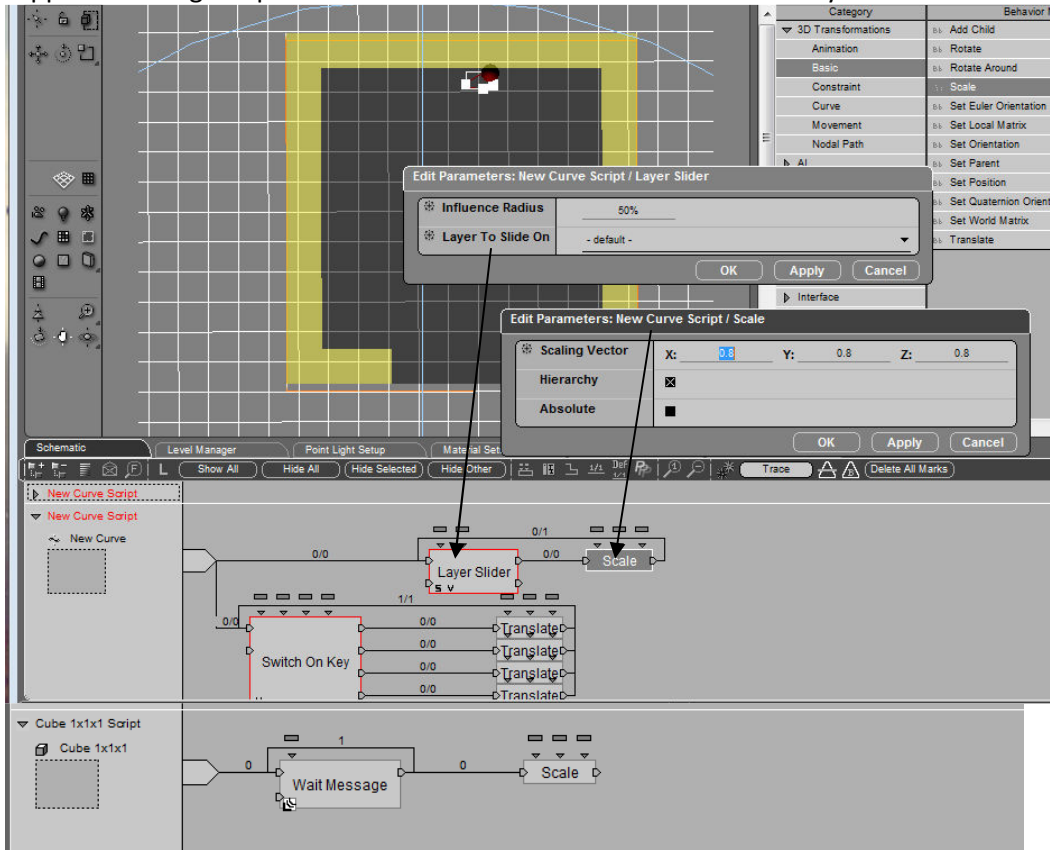 Category Behavior
3D Transformations Add Child
Animation Rotate
Basic Rotate Around
Constraint Scale
Curve Set Euler Orientation
Movement Set Local Matrix
Nodal Path Set Orientation
AI Set Parent
Set Position
Set Quaternion Orient
Set World Matrix
Translate
Interface
Edit Parameters: New Curve Script / Layer Slider
Influence Radius 50%
Layer To Slide On - default -
OK Apply Cancel
Edit Parameters: New Curve Script / Scale
Scaling Vector X: 0.8 Y: 0.8 Z: 0.8
Hierarchy
Absolute
OK Apply Cancel
Schematic Level Manager Point Light Setup Material Set
L Show All Hide All Hide Selected Hide Other 1/1 Trace Delete All Marks
New Curve Script
New Curve Script
New Curve
0/1
0/0 Layer Slider 0/0 Scale
S V
1/1
0/0 Switch On Key 0/0 Translate
0/0 Translate
0/0 Translate
0/0 Translate
Cube 1x1x1 Script
Cube 1x1x1
1
0 Wait Message 0 Scale